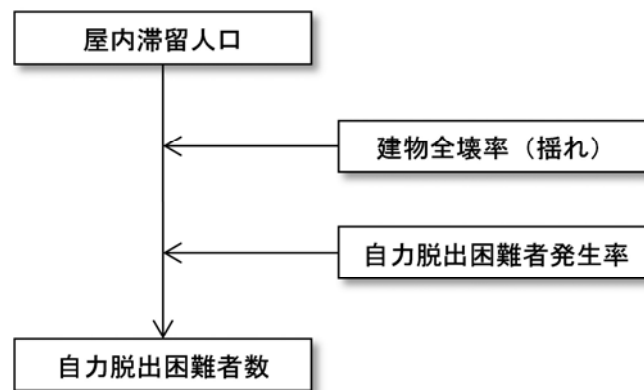 屋内滞留人口
建物全壊率（揺れ）
自力脱出困難者発生率
自力脱出困難者数